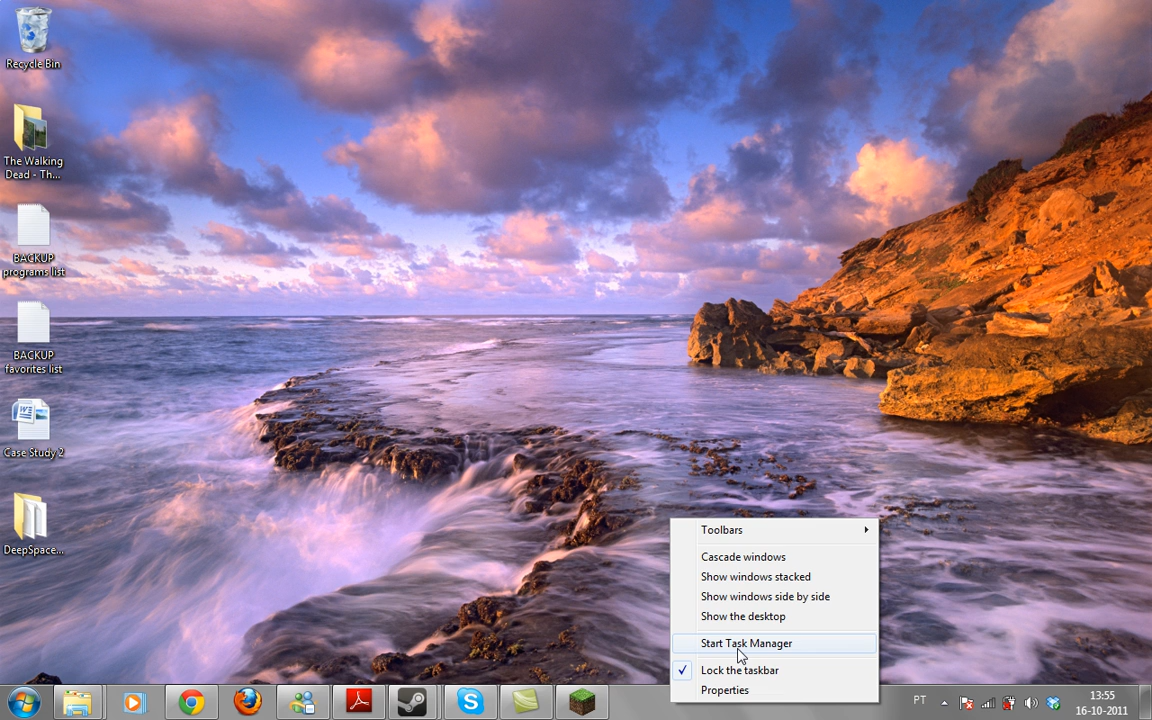 Recycle Bin
The Walking
Dead - Th...
BACKUP
programs list
BACKUP
favorites list
Case Study 2
DeepSpace...
Toolbars
Cascade windows
Show windows stacked
Show windows side by side
Show the desktop
Start Task Manager
Lock the taskbar
Properties
PT
13:55
16-10-2011